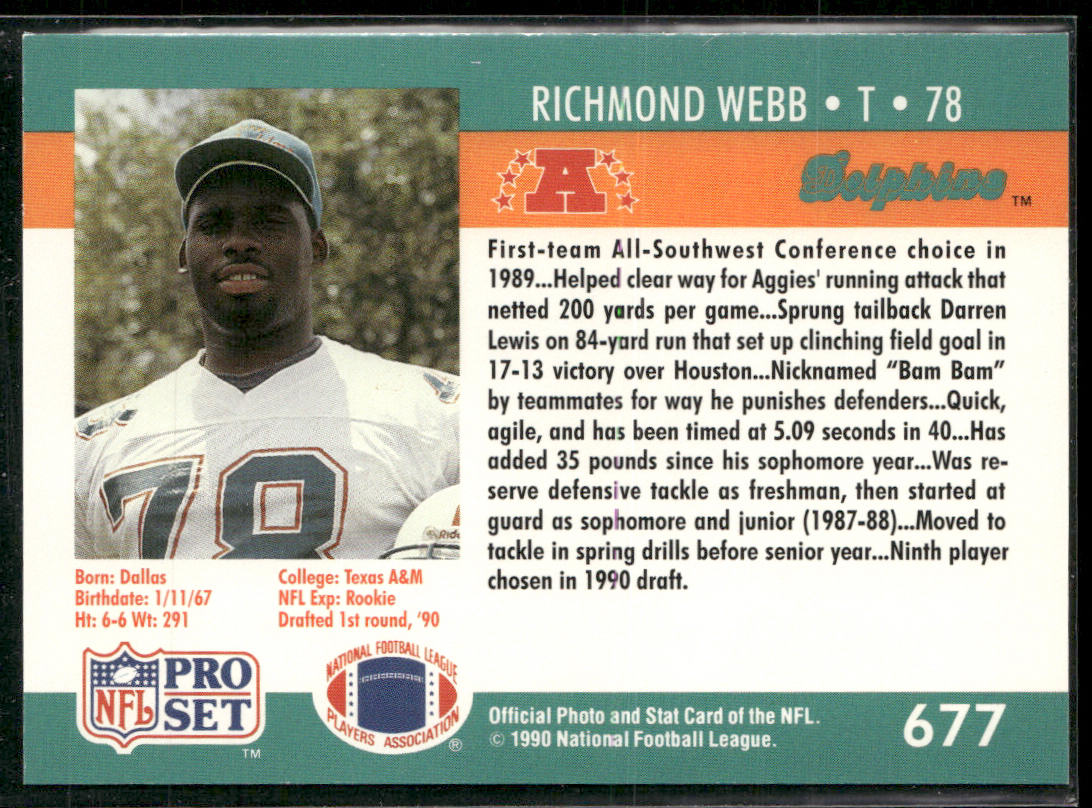 RICHMOND WEBB • T • 78
A
Dolphins TM
First-team All-Southwest Conference choice in
1989...Helped clear way for Aggies' running attack that
netted 200 yards per game...Sprung tailback Darren
Lewis on 84-yard run that set up clinching field goal in
17-13 victory over Houston...Nicknamed “Bam Bam”
by teammates for way he punishes defenders...Quick,
agile, and has been timed at 5.09 seconds in 40...Has
added 35 pounds since his sophomore year...Was re-
serve defensive tackle as freshman, then started at
guard as sophomore and junior (1987-88)...Moved to
tackle in spring drills before senior year...Ninth player
chosen in 1990 draft.
78
Born: Dallas
Birthdate: 1/11/67
Ht: 6-6 Wt: 291
College: Texas A&M
NFL Exp: Rookie
Drafted 1st round, ‘90
NFL PRO
SET TM
NATIONAL FOOTBALL LEAGUE
PLAYERS ASSOCIATION ®
Official Photo and Stat Card of the NFL.
© 1990 National Football League.
677